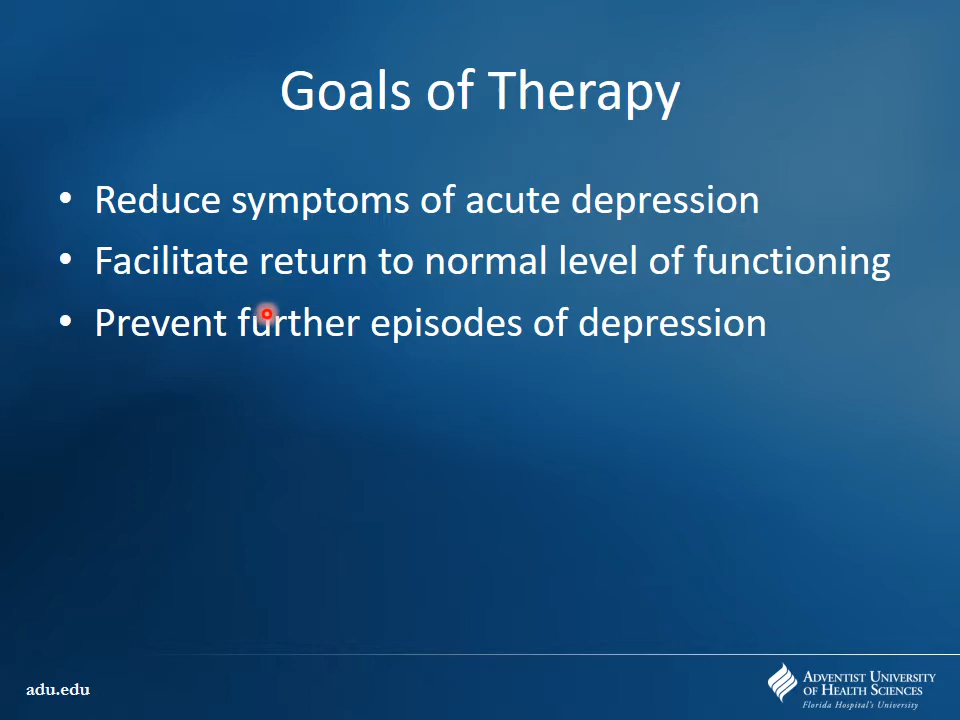 Goals of Therapy
• Reduce symptoms of acute depression
• Facilitate return to normal level of functioning
• Prevent further episodes of depression
adu.edu
ADVENTIST UNIVERSITY
OF HEALTH SCIENCES
Florida Hospital's University